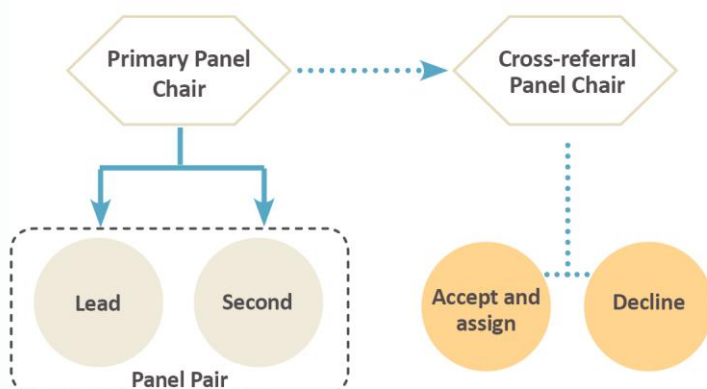 Primary Panel
Chair
Cross-referral
Panel Chair
Lead
Second
Accept and
assign
Decline
Panel Pair